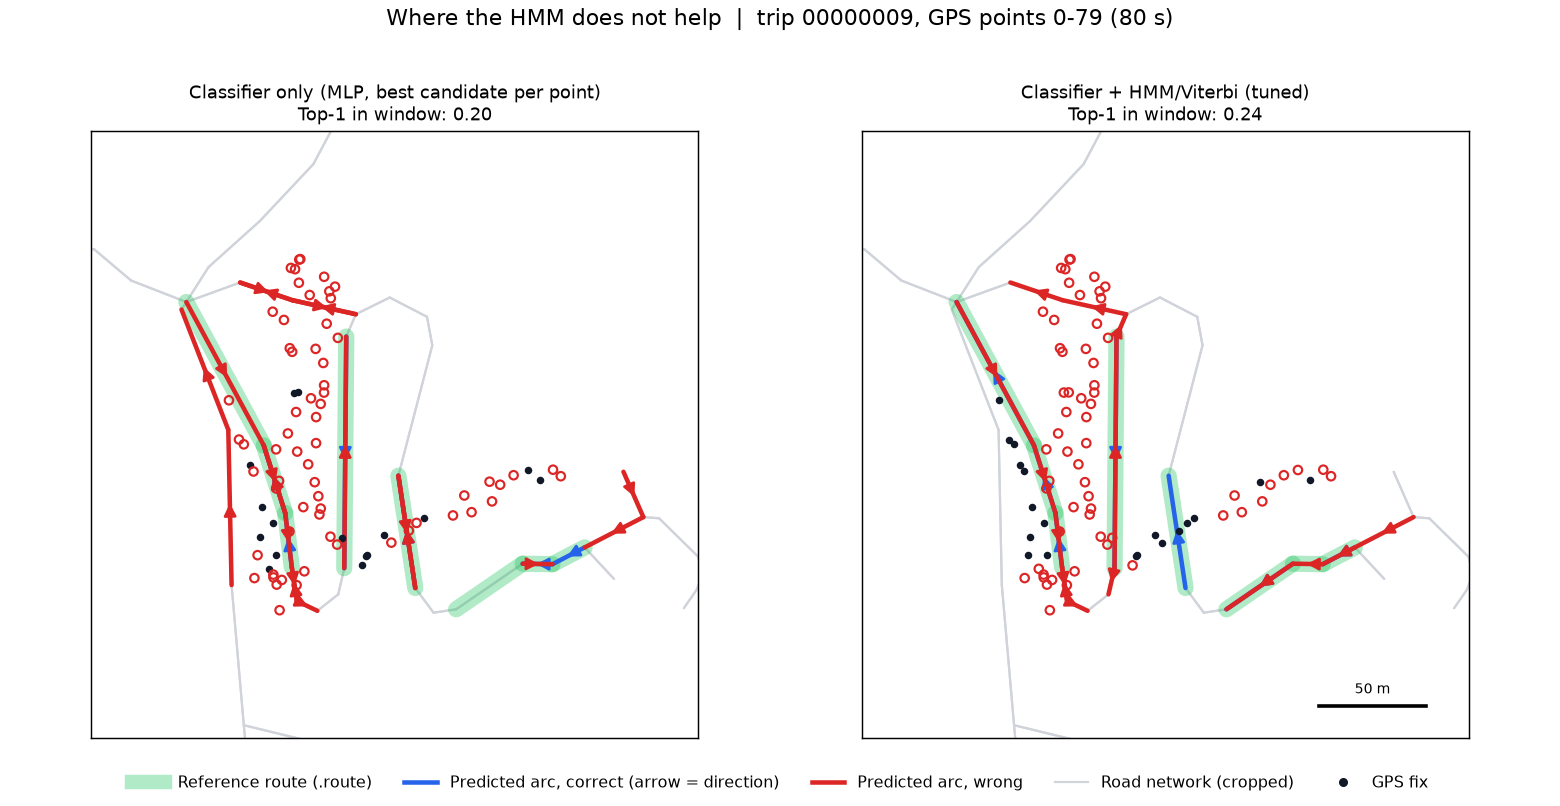 Where the HMM does not help | trip 00000009, GPS points 0-79 (80 s)
Classifier only (MLP, best candidate per point)
Top-1 in window: 0.20
Classifier + HMM/Viterbi (tuned)
Top-1 in window: 0.24
50 m
Reference route (.route)
Predicted arc, correct (arrow = direction)
Predicted arc, wrong
Road network (cropped)
GPS fix